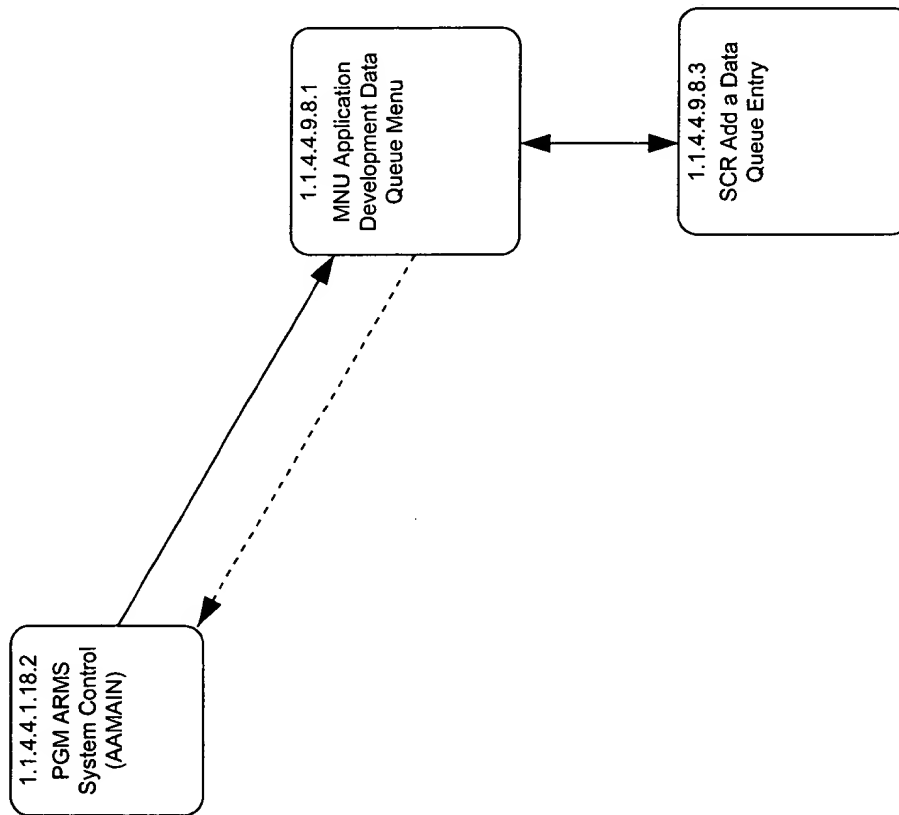 1.1.4.4.1.18.2
PGM ARMS
System Control
(AAMAIN)
1.1.4.4.9.8.1
MNU Application
Development Data
Queue Menu
1.1.4.4.9.8.3
SCR Add a Data
Queue Entry